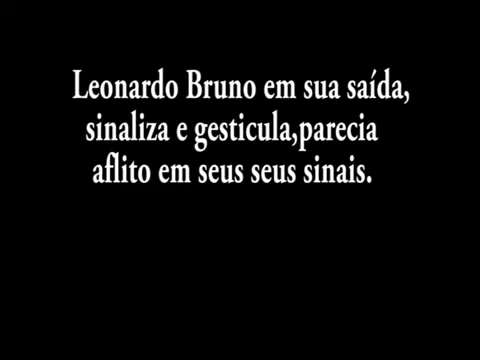 Leonardo Bruno em sua saída,
sinaliza e gesticula,parecia
aflito em seus seus sinais.